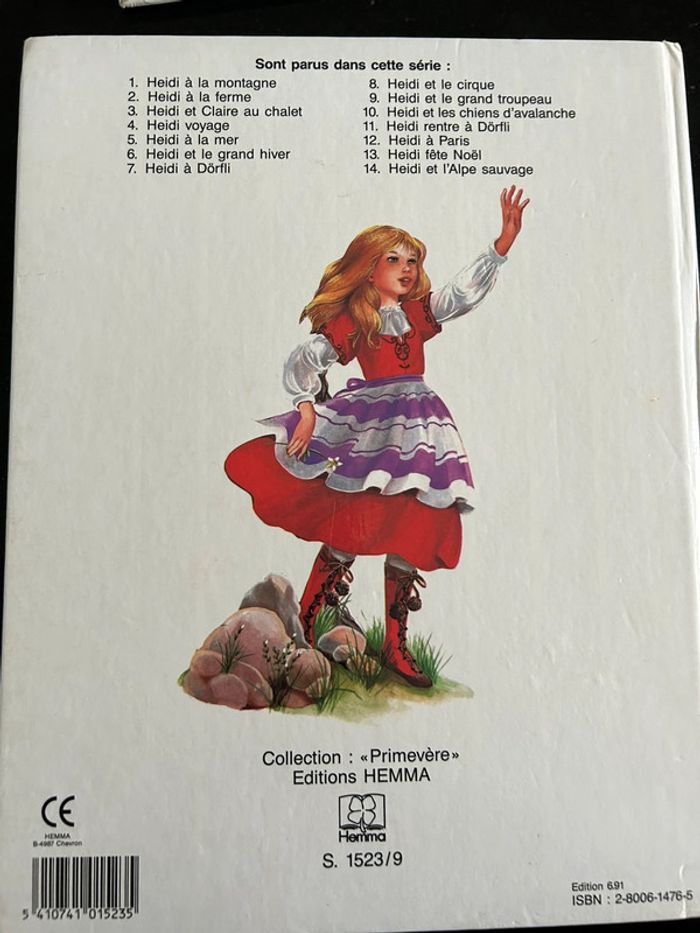 Sont parus dans cette série :
1. Heidi à la montagne
2. Heidi à la ferme
3. Heidi et Claire au chalet
4. Heidi voyage
5. Heidi à la mer
6. Heidi et le grand hiver
7. Heidi à Dörfli
8. Heidi et le cirque
9. Heidi et le grand troupeau
10. Heidi et les chiens d'avalanche
11. Heidi rentre à Dörfli
12. Heidi à Paris
13. Heidi fête Noël
14. Heidi et l'Alpe sauvage
Collection : «Primevère»
Editions HEMMA
Hemma
S. 1523/9
CE
HEMMA
B-4987 Chevron
5 410741 015235
Edition 6.91
ISBN : 2-8006-1476-5